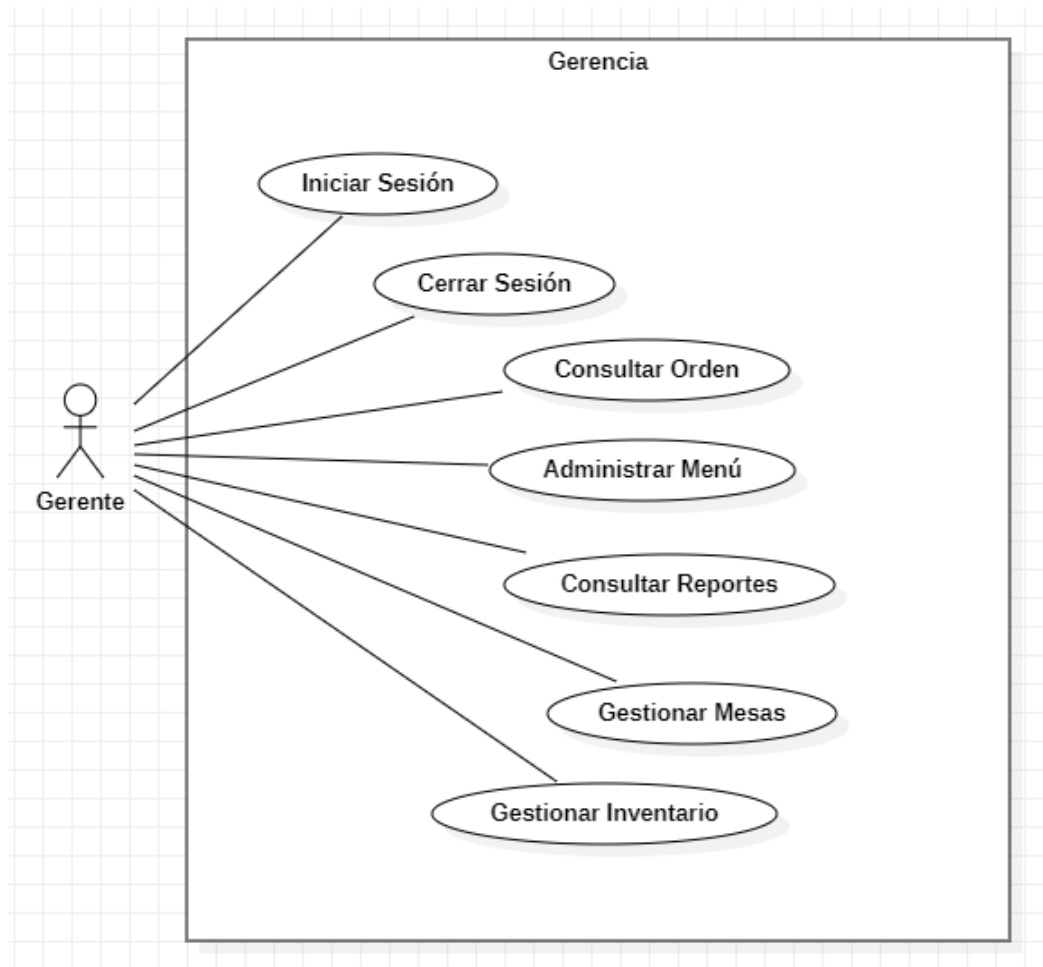 Gerencia
Iniciar Sesión
Cerrar Sesión
Consultar Orden
Administrar Menú
Gerente
Consultar Reportes
Gestionar Mesas
Gestionar Inventario